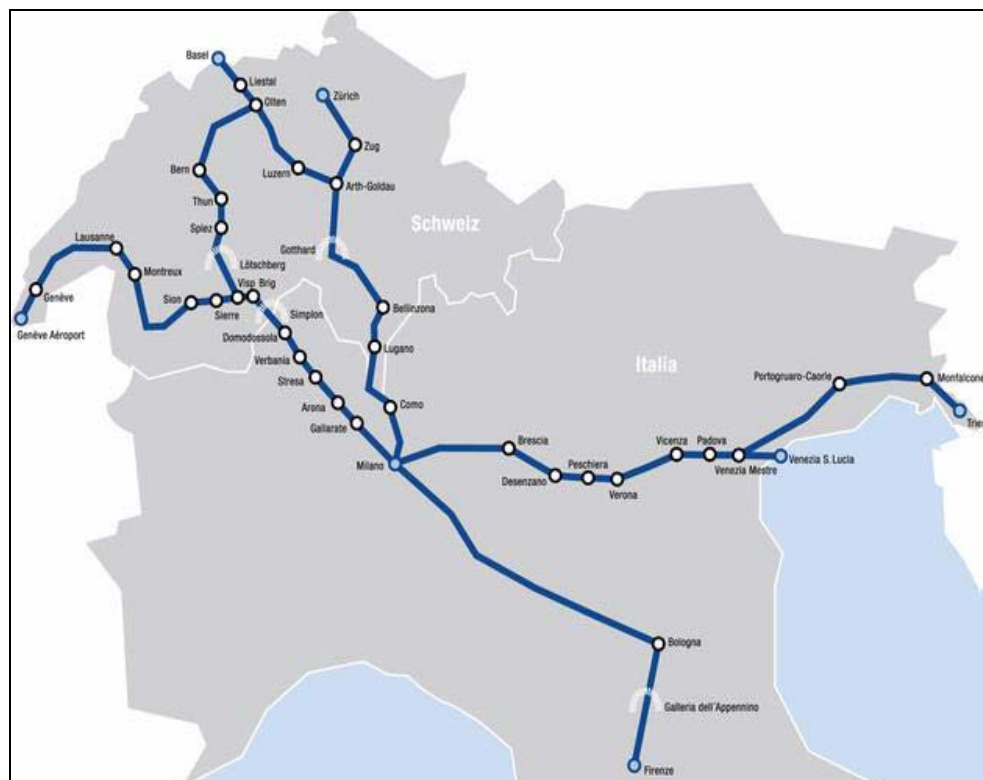 Basel
Liestal
Olten
Zürich
Zug
Bern
Luzern
Arth-Goldau
Thun
Schweiz
Spiez
Lausanne
Gotthard
Lötschberg
Montreux
Visp Brig
Genève
Sion
Sierre
Simplon
Bellinzona
Genève Aéroport
Domodossola
Lugano
Verbania
Italia
Stresa
Portogruaro-Caorle
Monfalcone
Arona
Como
Gallarate
Tries
Milano
Brescia
Vicenza
Padova
Desenzano
Peschiera
Verona
Venezia Mestre
Venezia S. Lucia
Bologna
Galleria dell'Appennino
Firenze